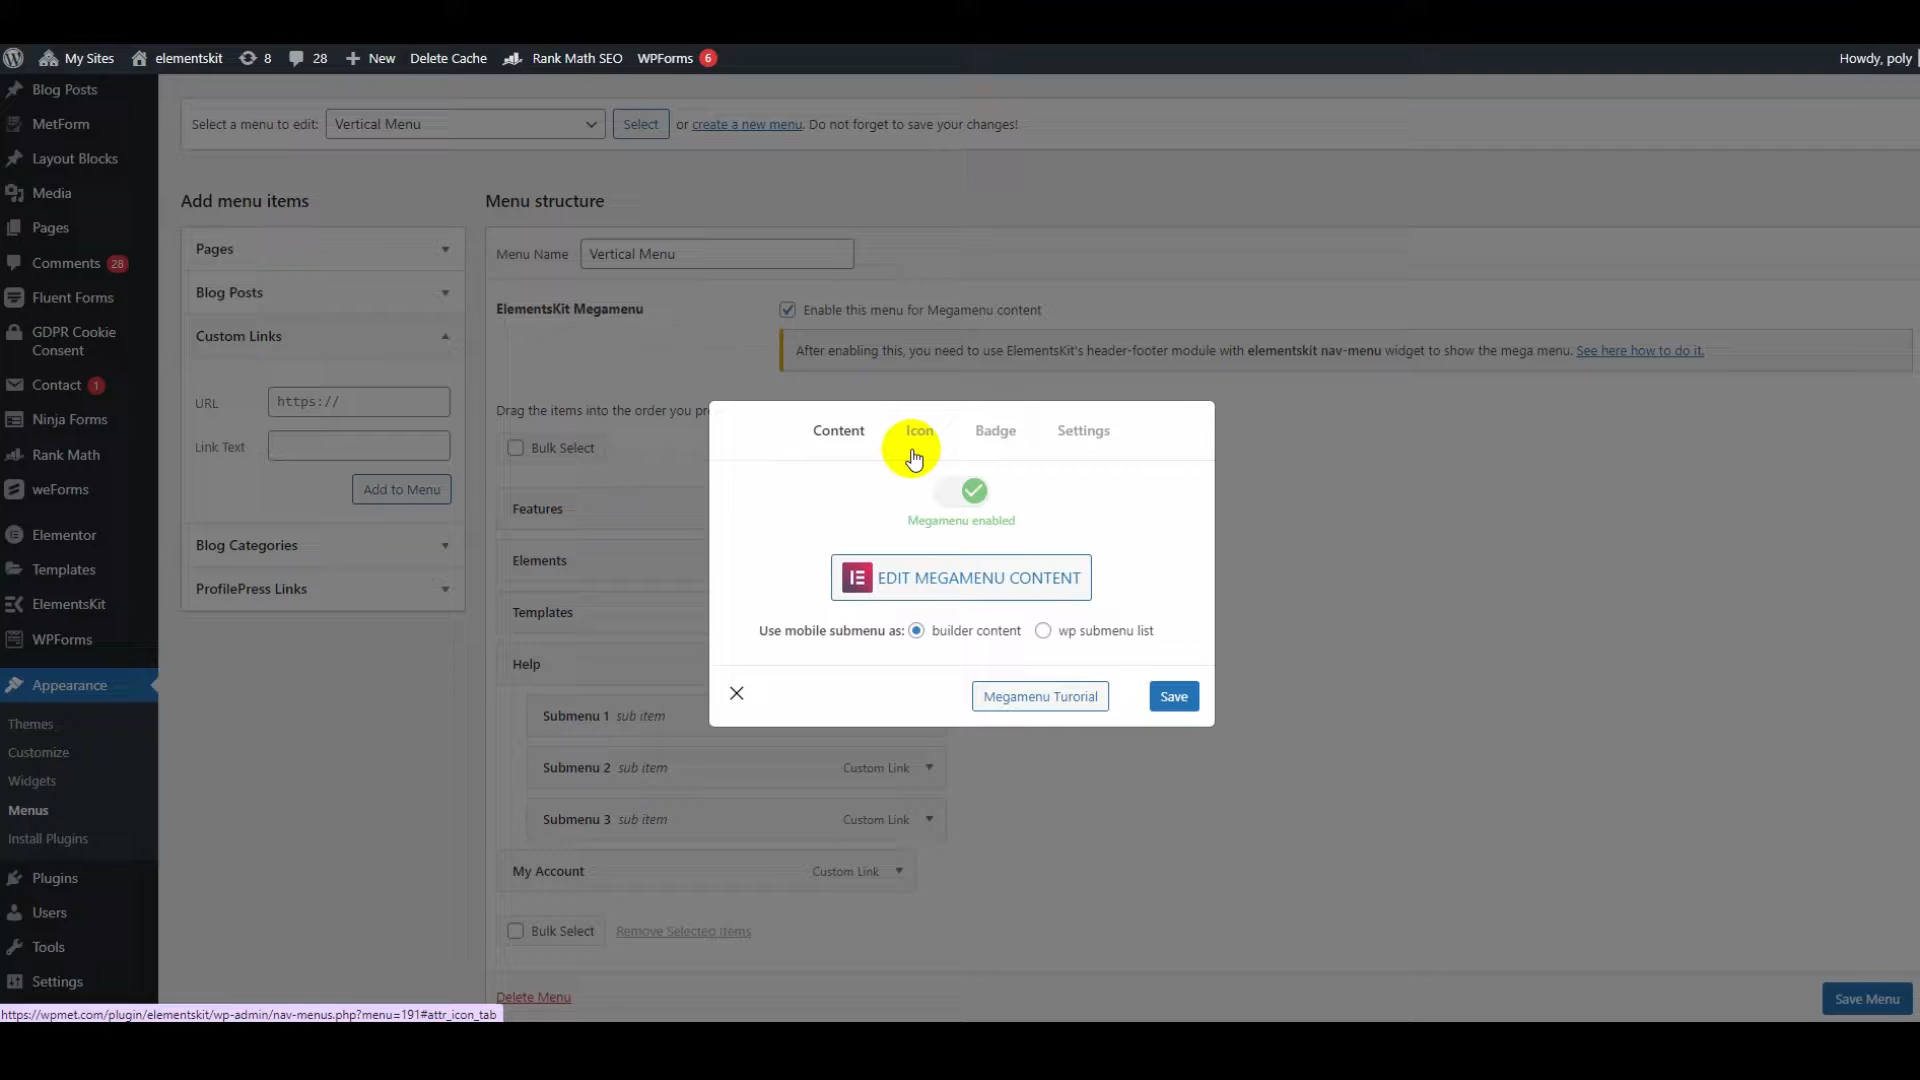 My Sites elementskit 8 28 New Delete Cache Rank Math SEO WPForms 6 Howdy, poly
Blog Posts
MetForm
Layout Blocks
Media
Pages
Comments 28
Fluent Forms
GDPR Cookie
Consent
Contact 1
Ninja Forms
Rank Math
weForms
Elementor
Templates
ElementsKit
WPForms
Appearance
Themes
Customize
Widgets
Menus
Install Plugins
Plugins
Users
Tools
Settings
Select a menu to edit: Vertical Menu Select or create a new menu. Do not forget to save your changes!
Add menu items
Pages
Blog Posts
Custom Links
URL https://
Link Text
Add to Menu
Blog Categories
ProfilePress Links
Menu structure
Menu Name Vertical Menu
ElementsKit Megamenu Enable this menu for Megamenu content
After enabling this, you need to use ElementsKit's header-footer module with elementskit nav-menu widget to show the mega menu. See here how to do it.
Drag the items into the order you pr
Bulk Select
Features
Elements
Templates
Help
Submenu 1 sub item
Submenu 2 sub item Custom Link
Submenu 3 sub item Custom Link
My Account Custom Link
Bulk Select Remove Selected Items
Delete Menu
Save Menu
Content Icon Badge Settings
Megamenu enabled
EDIT MEGAMENU CONTENT
Use mobile submenu as: builder content wp submenu list
Megamenu Turorial Save
https://wpmet.com/plugin/elementskit/wp-admin/nav-menus.php?menu=191#attr_icon_tab